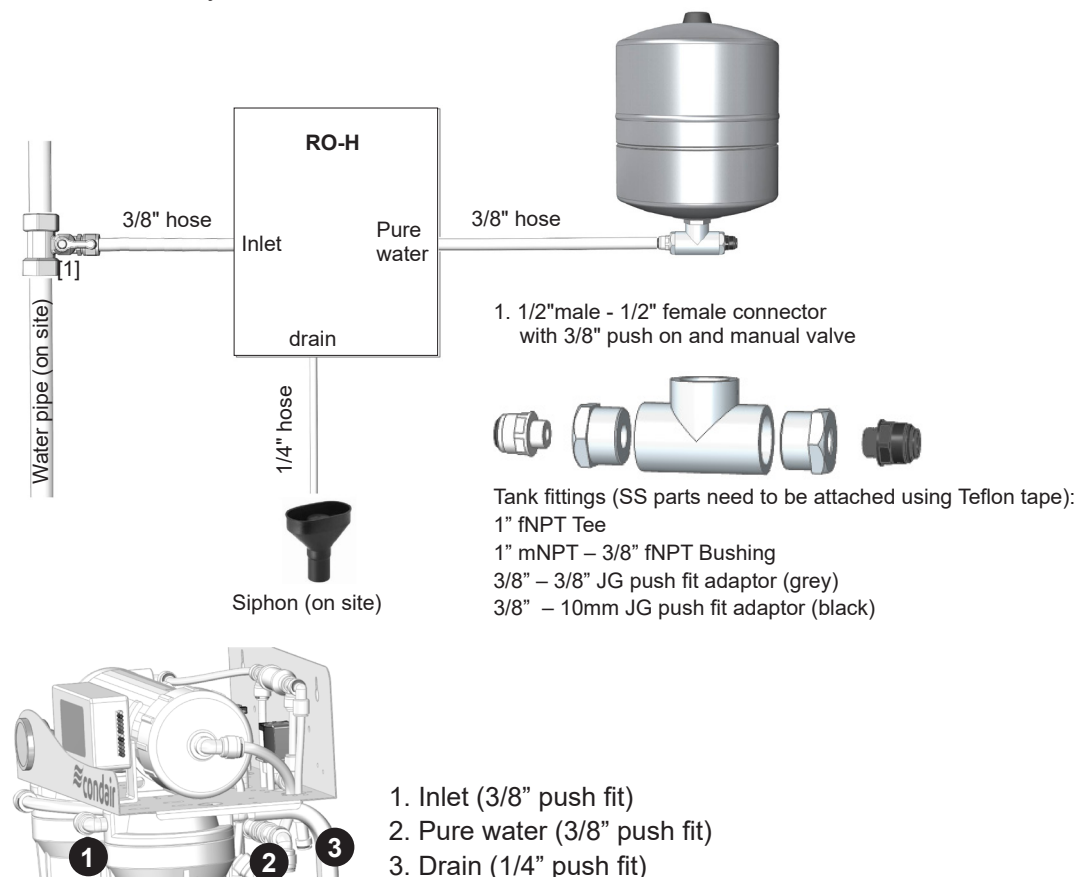 RO-H
3/8" hose
3/8" hose
Inlet
Pure
water
[1]
Water pipe (on site)
drain
1/4" hose
Siphon (on site)
1. 1/2"male - 1/2" female connector
with 3/8" push on and manual valve
Tank fittings (SS parts need to be attached using Teflon tape):
1” fNPT Tee
1” mNPT – 3/8” fNPT Bushing
3/8” – 3/8” JG push fit adaptor (grey)
3/8” – 10mm JG push fit adaptor (black)
condair
1
2
3
1. Inlet (3/8” push fit)
2. Pure water (3/8” push fit)
3. Drain (1/4” push fit)